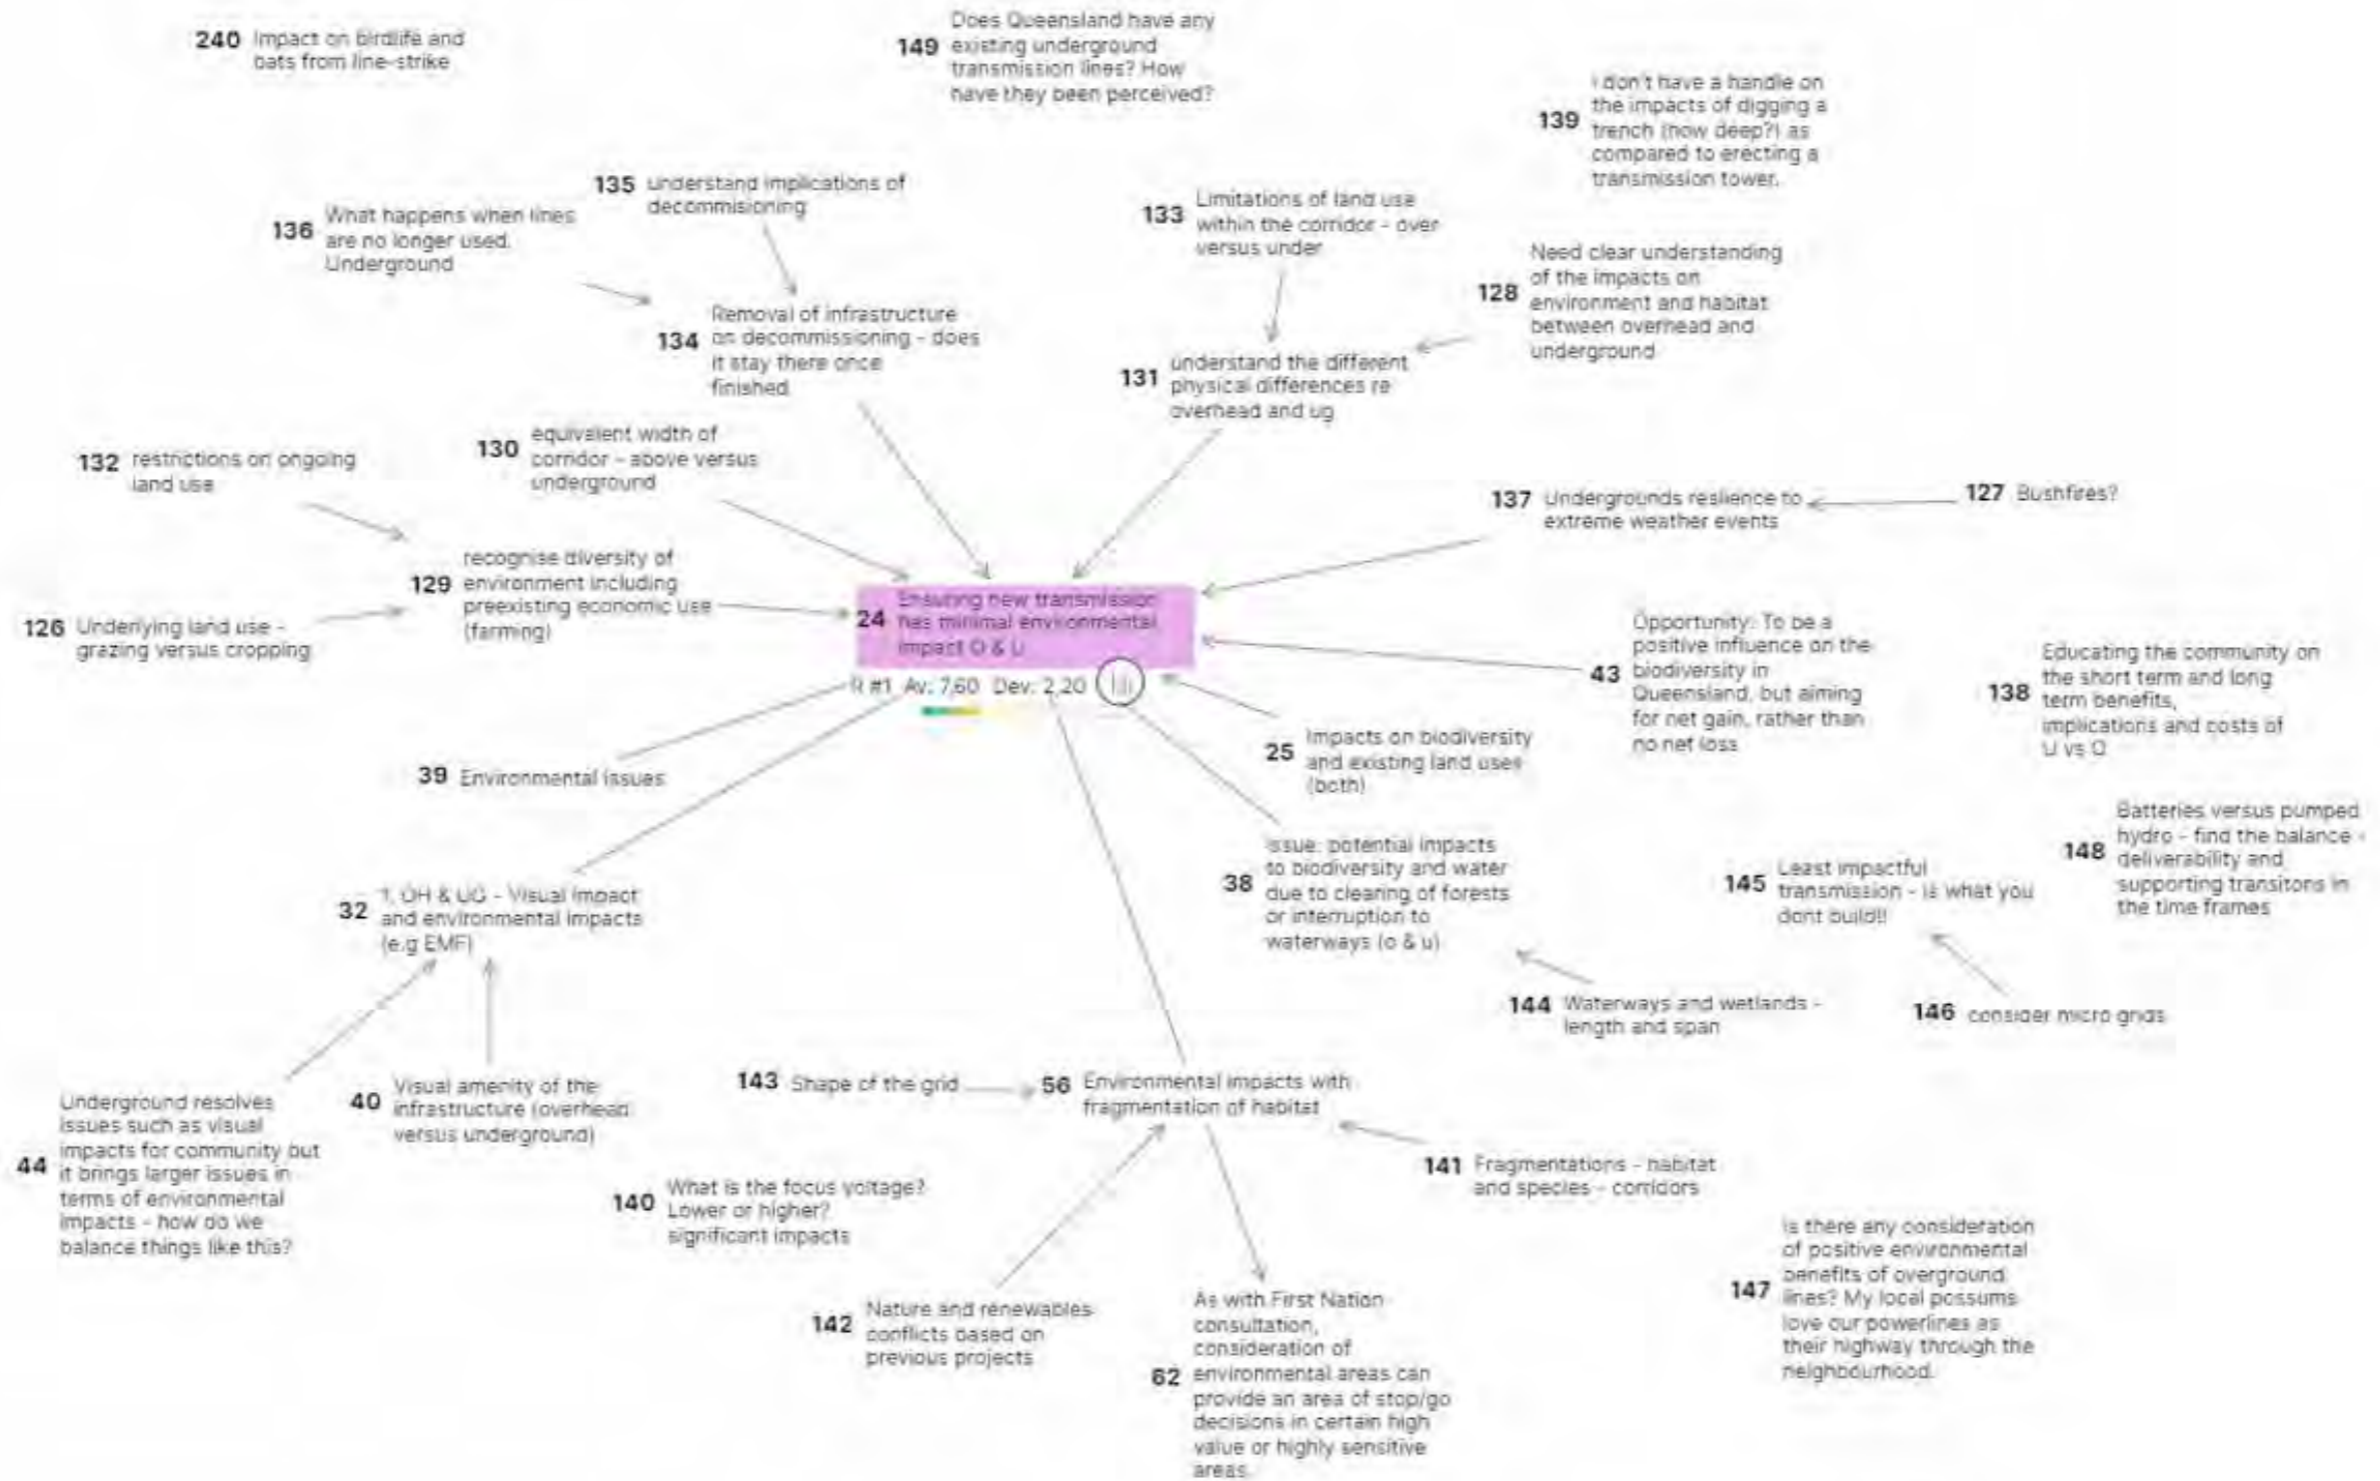 240 Impact on birdlife and
bats from line-strike
Does Queensland have any
149 existing underground
transmission lines? How
have they been perceived?
I don't have a handle on
the impacts of digging a
139 trench (how deep?) as
compared to erecting a
transmission tower.
135 understand implications of
decommisioning
What happens when lines
136 are no longer used.
Underground
Limitations of land use
133 within the corridor - over
versus under
Need clear understanding
of the impacts on
128 environment and habitat
between overhead and
underground
Removal of infrastructure
134 on decommissioning - does
it stay there once
finished
understand the different
131 physical differences re
overhead and ug
132 restrictions on ongoing
land use
equivalent width of
130 corridor - above versus
underground
137 Undergrounds reslience to
extreme weather events
127 Bushfires?
recognise diversity of
129 environment including
preexisting economic use
(farming)
126 Underlying land use -
grazing versus cropping
Ensuring new transmission
24 has minimal environmental
impact O & U
R #1 Av: 7,60 Dev: 2,20
Opportunity: To be a
positive influence on the
43 biodiversity in
Queensland, but aiming
for net gain, rather than
no net loss
Educating the community on
the short term and long
138 term benefits,
implications and costs of
U vs O
39 Environmental issues
Impacts on biodiversity
25 and existing land uses
(both)
Issue: potential impacts
to biodiversity and water
38 due to clearing of forests
or interruption to
waterways (o & u)
Batteries versus pumped
hydro - find the balance -
148 deliverability and
supporting transitons in
the time frames
Least impactful
145 transmission - is what you
dont build!!
1, OH & UG - Visual impact
32 and environmental impacts
(e.g EMF)
144 Waterways and wetlands -
length and span
146 consider micro grids
Underground resolves
issues such as visual
impacts for community but
44 it brings larger issues in
terms of environmental
impacts - how do we
balance things like this?
Visual amenity of the
40 infrastructure (overhead
versus underground)
143 Shape of the grid
56 Environmental impacts with
fragmentation of habitat
141 Fragmentations - habitat
and species - corridors
What is the focus voltage?
140 Lower or higher?
significant impacts
Nature and renewables
142 conflicts based on
previous projects
As with First Nation
consultation,
consideration of
62 environmental areas can
provide an area of stop/go
decisions in certain high
value or highly sensitive
areas.
Is there any consideration
of positive environmental
benefits of overground
147 lines? My local possums
love our powerlines as
their highway through the
neighbourhood.